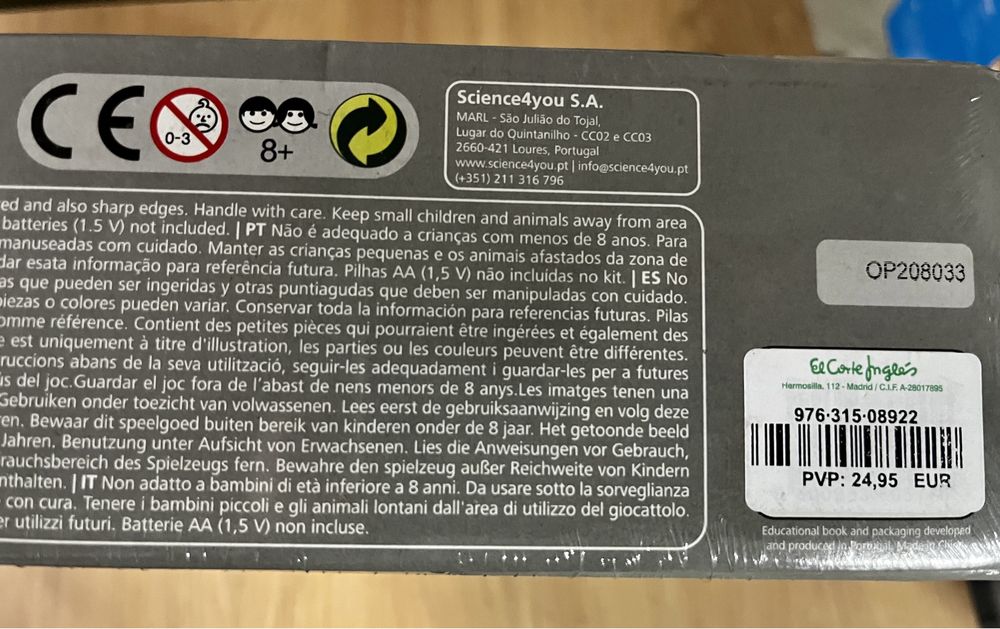 CE
0-3
8+
Science4you S.A.
MARL - São Julião do Tojal,
Lugar do Quintanilho - CC02 e CC03
2660-421 Loures, Portugal
www.science4you.pt | info@science4you.pt
(+351) 211 316 796
ed and also sharp edges. Handle with care. Keep small children and animals away from area
batteries (1.5 V) not included. | PT Não é adequado a crianças com menos de 8 anos. Para
manuseadas com cuidado. Manter as crianças pequenas e os animais afastados da zona de
dar esata informação para referência futura. Pilhas AA (1,5 V) não incluídas no kit. | ES No
as que pueden ser ingeridas y otras puntiagudas que deben ser manipuladas con cuidado.
iezas o colores pueden variar. Conservar toda la información para referencias futuras. Pilas
omme référence. Contient des petites pièces qui pourraient être ingérées et également des
e est uniquement à titre d'illustration, les parties ou les couleurs peuvent être différentes.
ruccions abans de la seva utilització, seguir-les adequadament i guardar-les per a futures
us del joc.Guardar el joc fora de l'abast de nens menors de 8 anys.Les imatges tenen una
Gebruiken onder toezicht van volwassenen. Lees eerst de gebruiksaanwijzing en volg deze
en. Bewaar dit speelgoed buiten bereik van kinderen onder de 8 jaar. Het getoonde beeld
Jahren. Benutzung unter Aufsicht von Erwachsenen. Lies die Anweisungen vor Gebrauch,
rauchsbereich des Spielzeugs fern. Bewahre den spielzeug außer Reichweite von Kindern
nthalten. | IT Non adatto a bambini di età inferiore a 8 anni. Da usare sotto la sorveglianza
con cura. Tenere i bambini piccoli e gli animali lontani dall'area di utilizzo del giocattolo.
er utilizzi futuri. Batterie AA (1,5 V) non incluse.
OP208033
El Corte Inglés
Hermosilla, 112 - Madrid / C.I.F. A-28017895
976-315-08922
PVP: 24,95 EUR
Educational book and packaging developed
and produced in Portugal. Made in